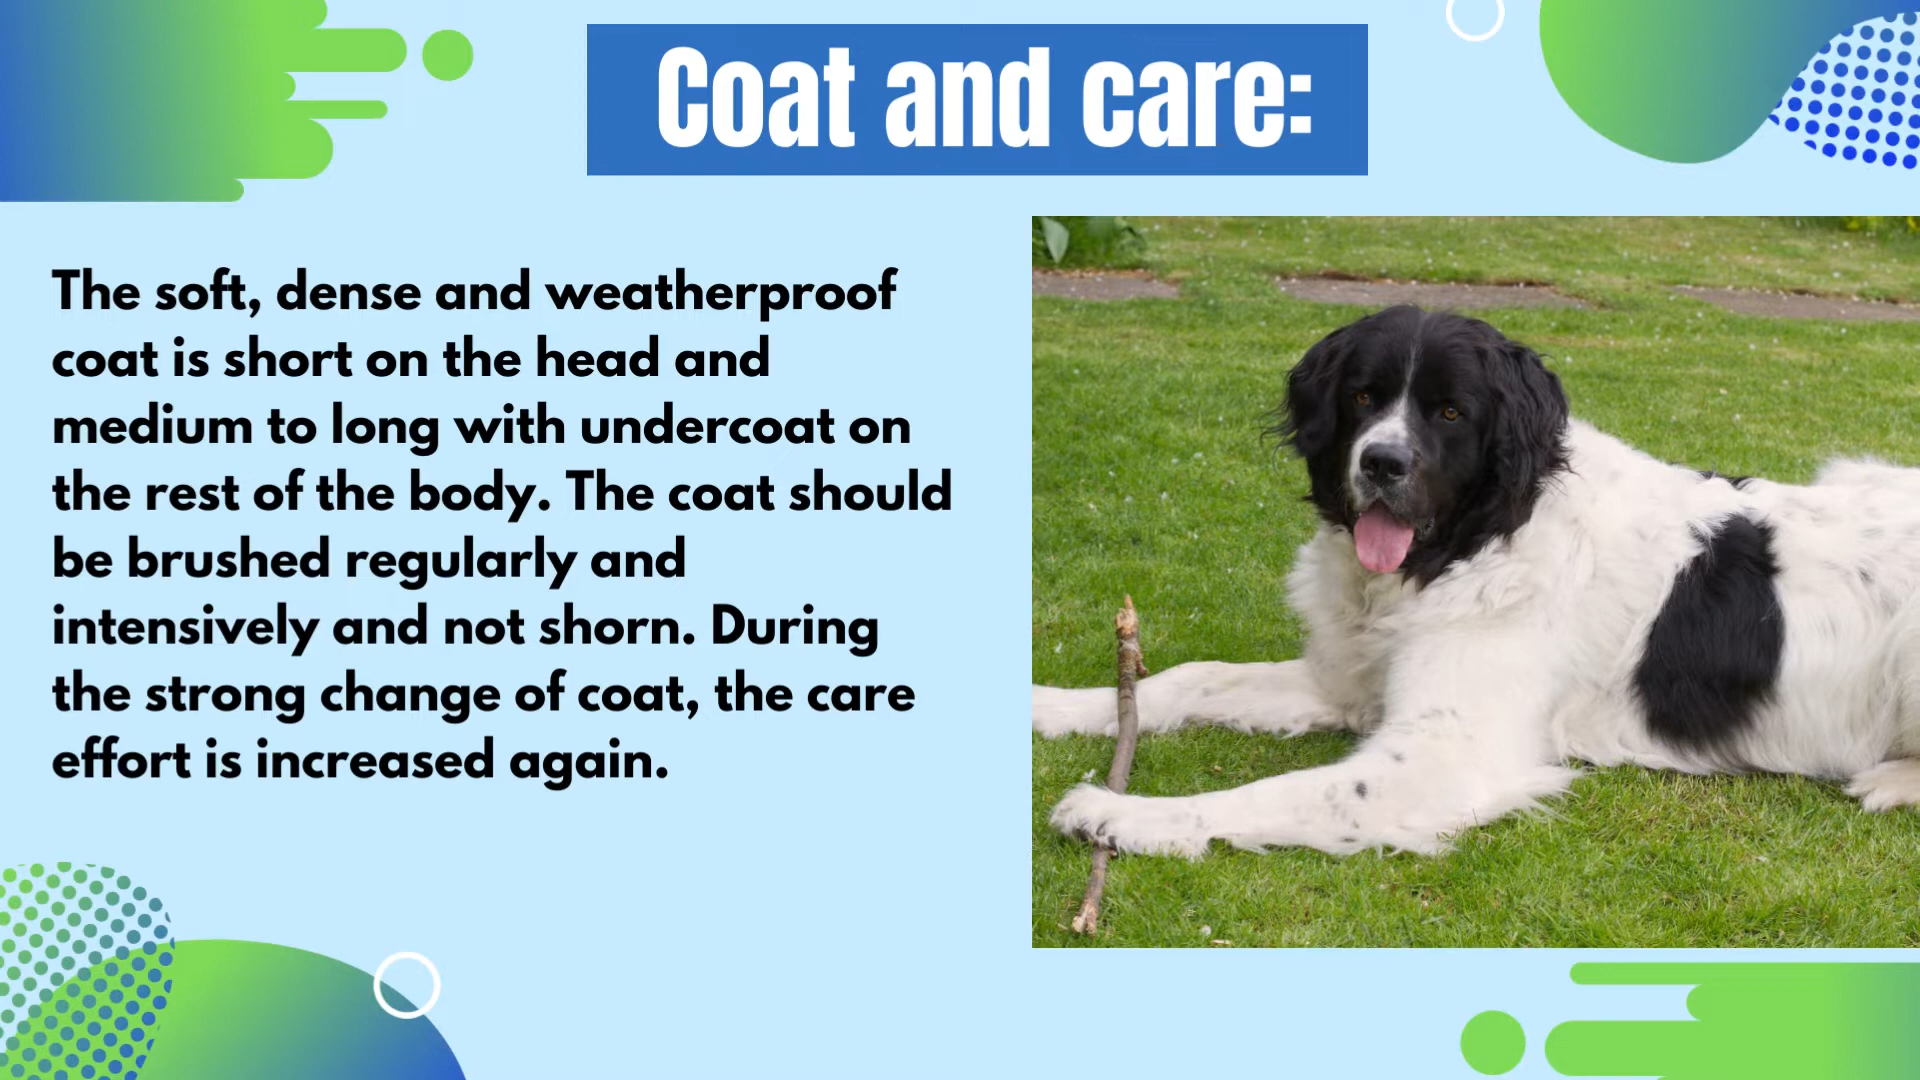 Coat and care:
The soft, dense and weatherproof
coat is short on the head and
medium to long with undercoat on
the rest of the body. The coat should
be brushed regularly and
intensively and not shorn. During
the strong change of coat, the care
effort is increased again.